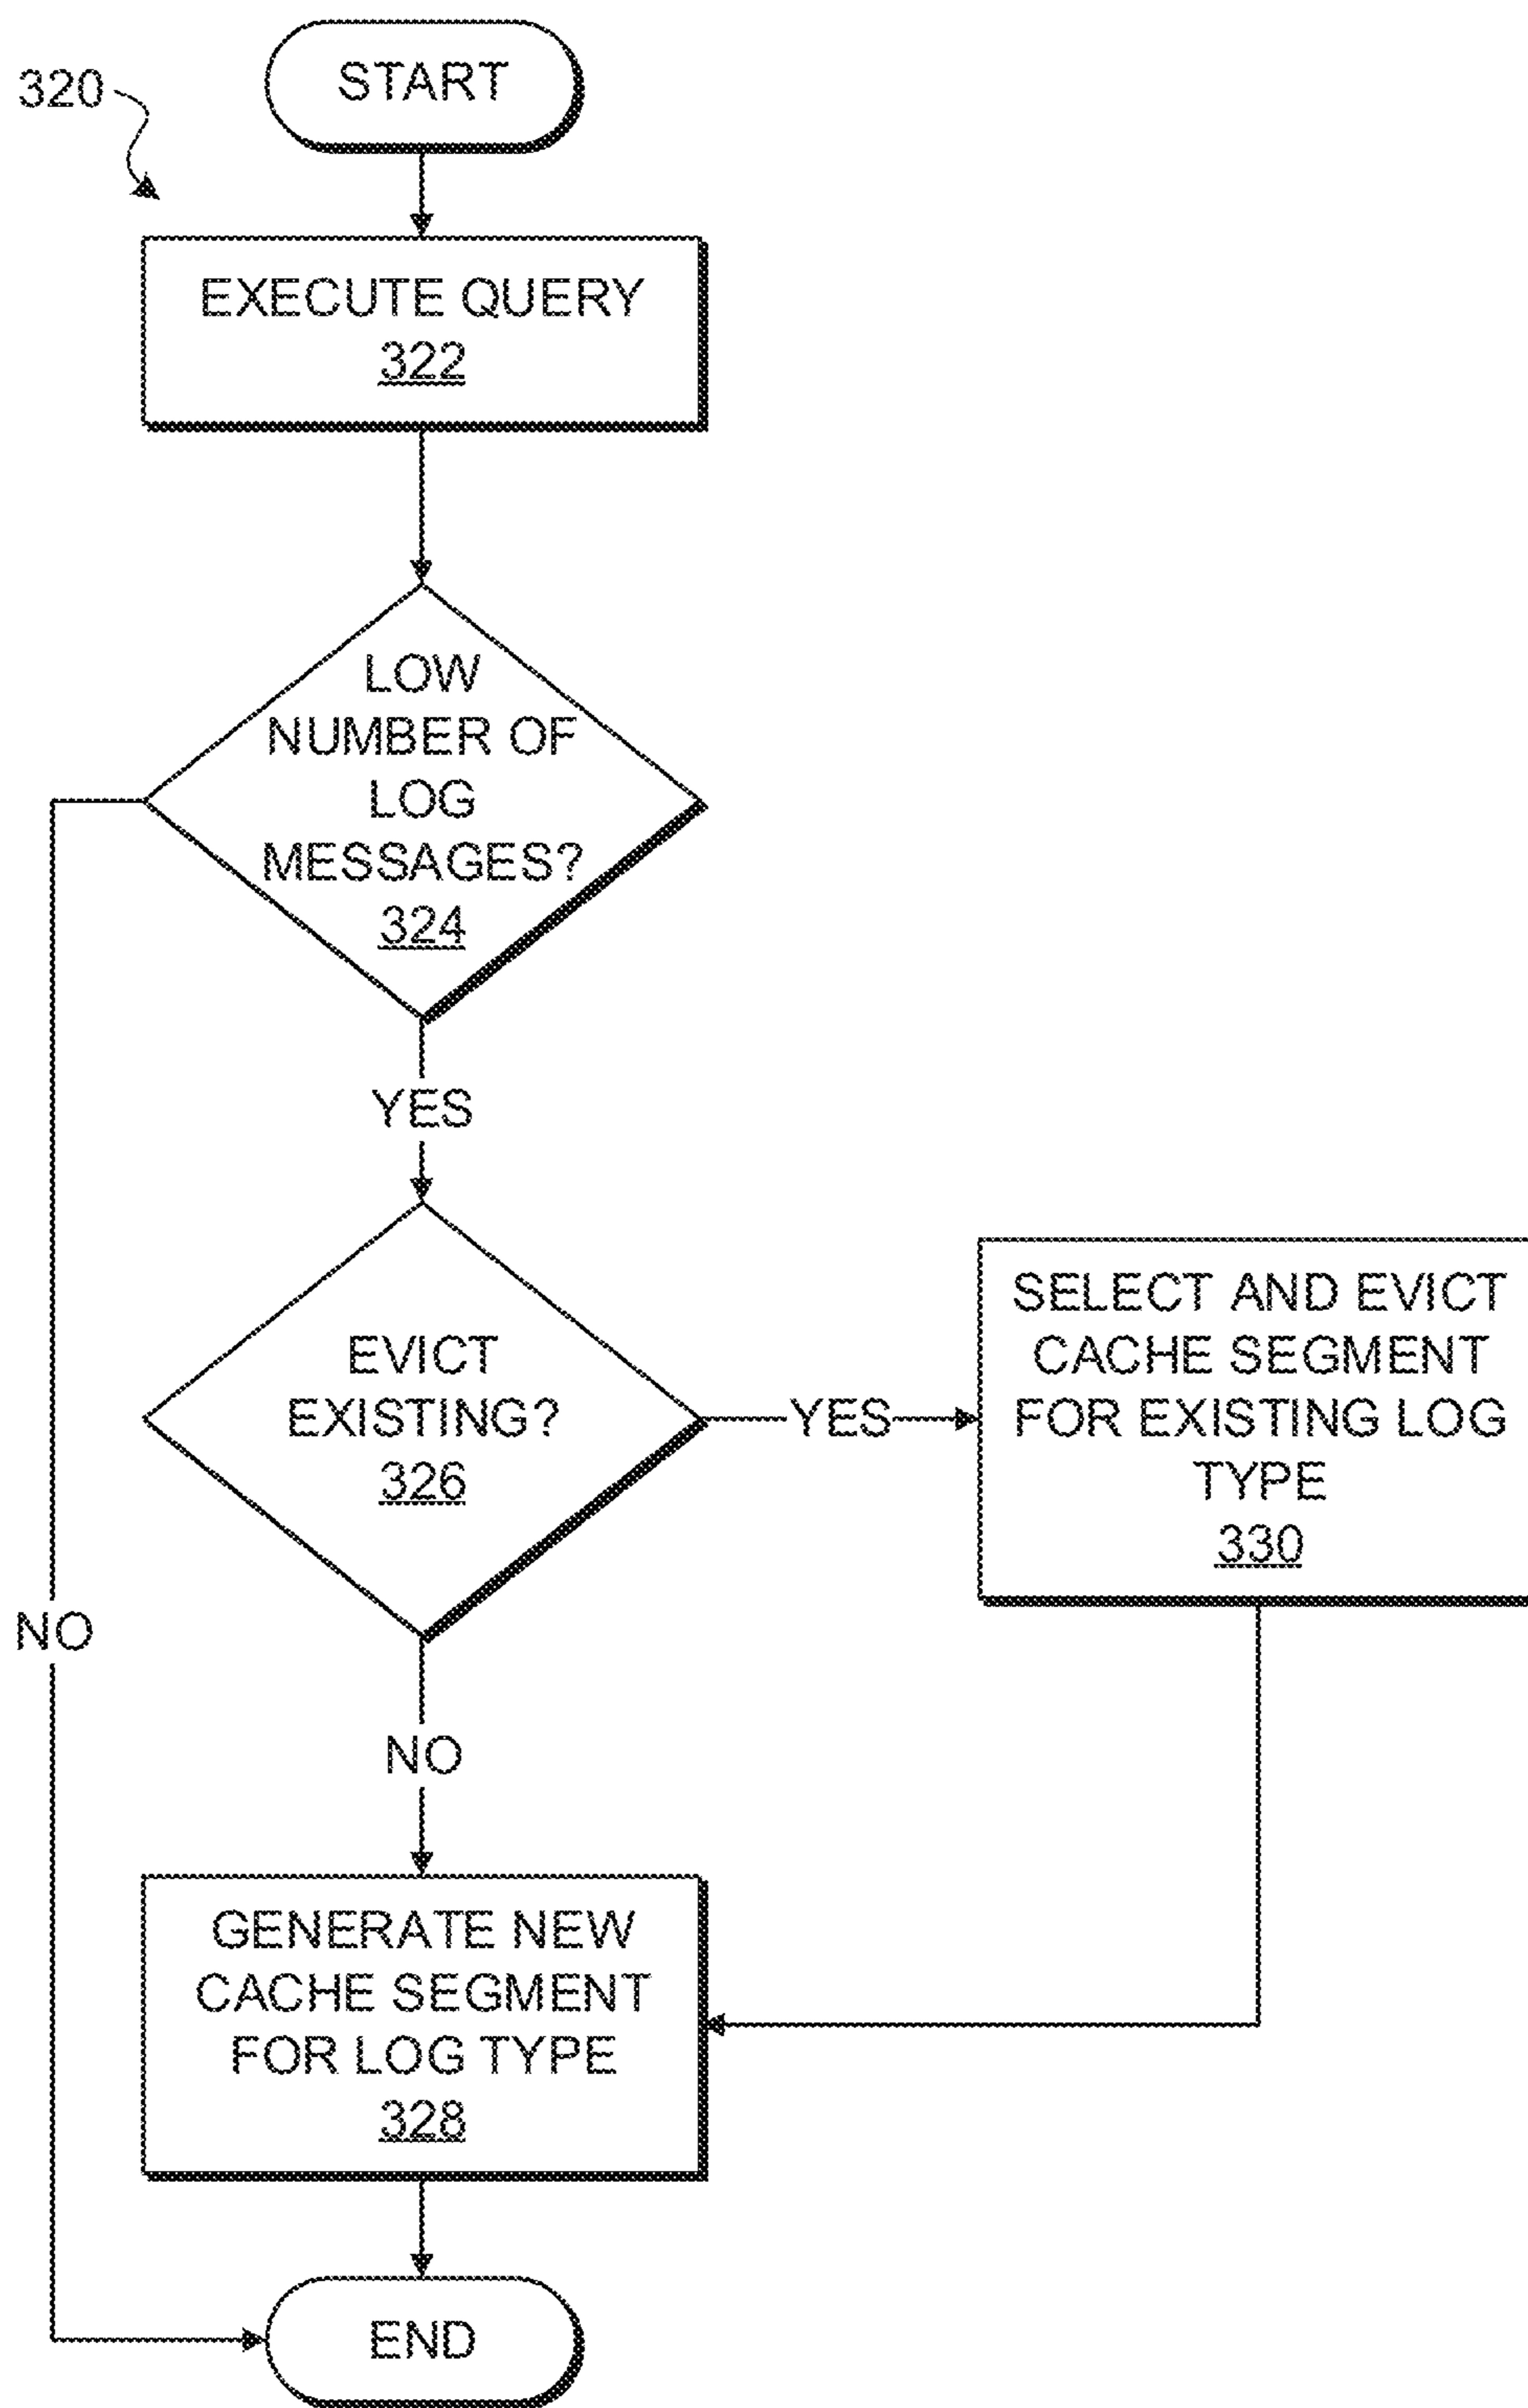 320
START
EXECUTE QUERY
322
LOW
NUMBER OF
LOG
MESSAGES?
324
YES
EVICT
EXISTING?
326
YES
SELECT AND EVICT
CACHE SEGMENT
FOR EXISTING LOG
TYPE
330
NO
NO
GENERATE NEW
CACHE SEGMENT
FOR LOG TYPE
328
END